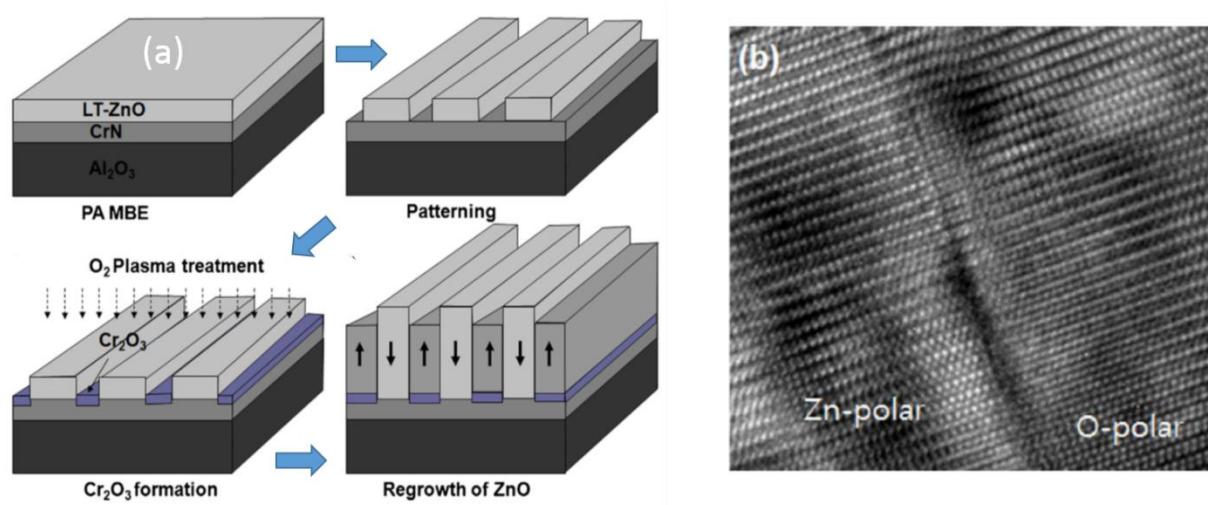 (a)
LT-ZnO
CrN
Al₂O₃
PA MBE
Patterning
O₂ Plasma treatment
Cr₂O₃
Cr₂O₃ formation
Regrowth of ZnO
(b)
Zn-polar
O-polar